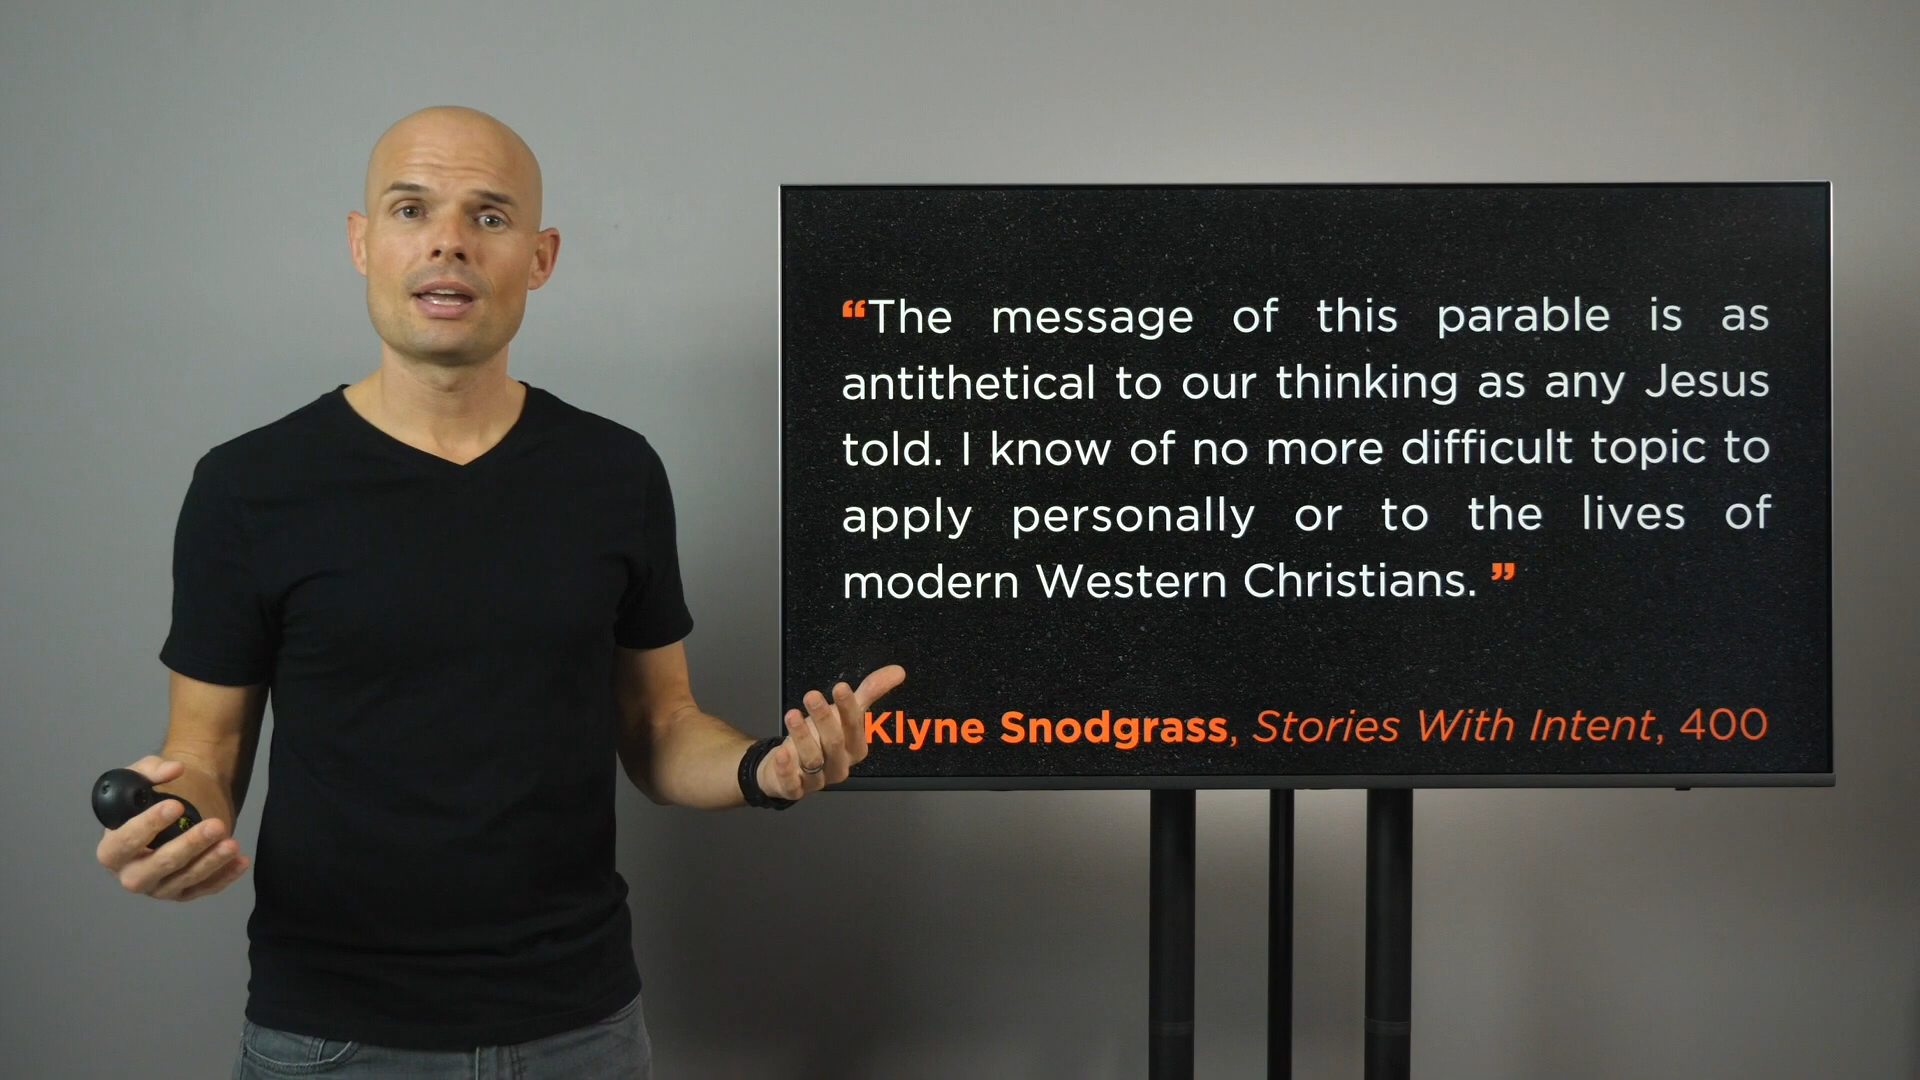 “The message of this parable is as
antithetical to our thinking as any Jesus
told. I know of no more difficult topic to
apply personally or to the lives of
modern Western Christians. ”
Klyne Snodgrass, Stories With Intent, 400